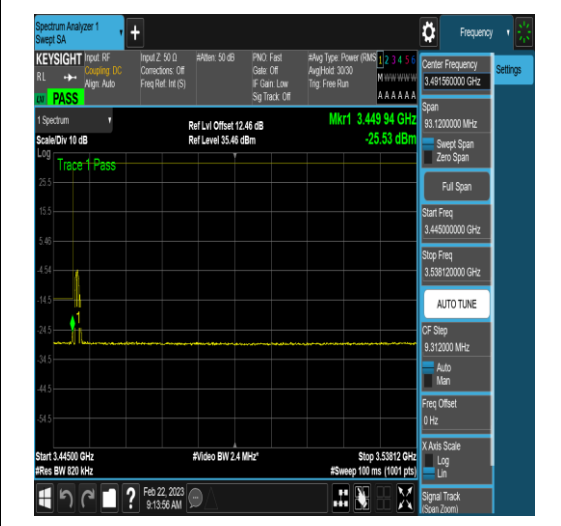 Spectrum Analyzer 1
Swept SA
Frequency
KEYSIGHT
RL
PASS
Input: RF
Coupling: DC
Align: Auto
Input Z: 50 Ω
Corrections: Off
Freq Ref: Int (S)
#Atten: 50 dB
PNO: Fast
Gate: Off
IF Gain: Low
Sig Track: Off
#Avg Type: Power (RMS
Avg|Hold: 30/30
Trig: Free Run
1 2 3 4 5 6
M W W W W W
A A A A A A
Center Frequency
3.491560000 GHz
Settings
Span
93.1200000 MHz
Swept Span
Zero Span
Full Span
Start Freq
3.445000000 GHz
Stop Freq
3.538120000 GHz
AUTO TUNE
CF Step
9.312000 MHz
Auto
Man
Freq Offset
0 Hz
X Axis Scale
Log
Lin
Signal Track
(Span Zoom)
1 Spectrum
Scale/Div 10 dB
Ref Lvl Offset 12.46 dB
Ref Level 35.46 dBm
Mkr1 3.449 94 GHz
-25.53 dBm
Log
Trace 1 Pass
25.5
15.5
5.46
-4.54
-14.5
1
-24.5
-34.5
-44.5
-54.5
Start 3.44500 GHz
#Res BW 820 kHz
#Video BW 2.4 MHz*
Stop 3.53812 GHz
#Sweep 100 ms (1001 pts)
?
Feb 22, 2023
9:13:56 AM